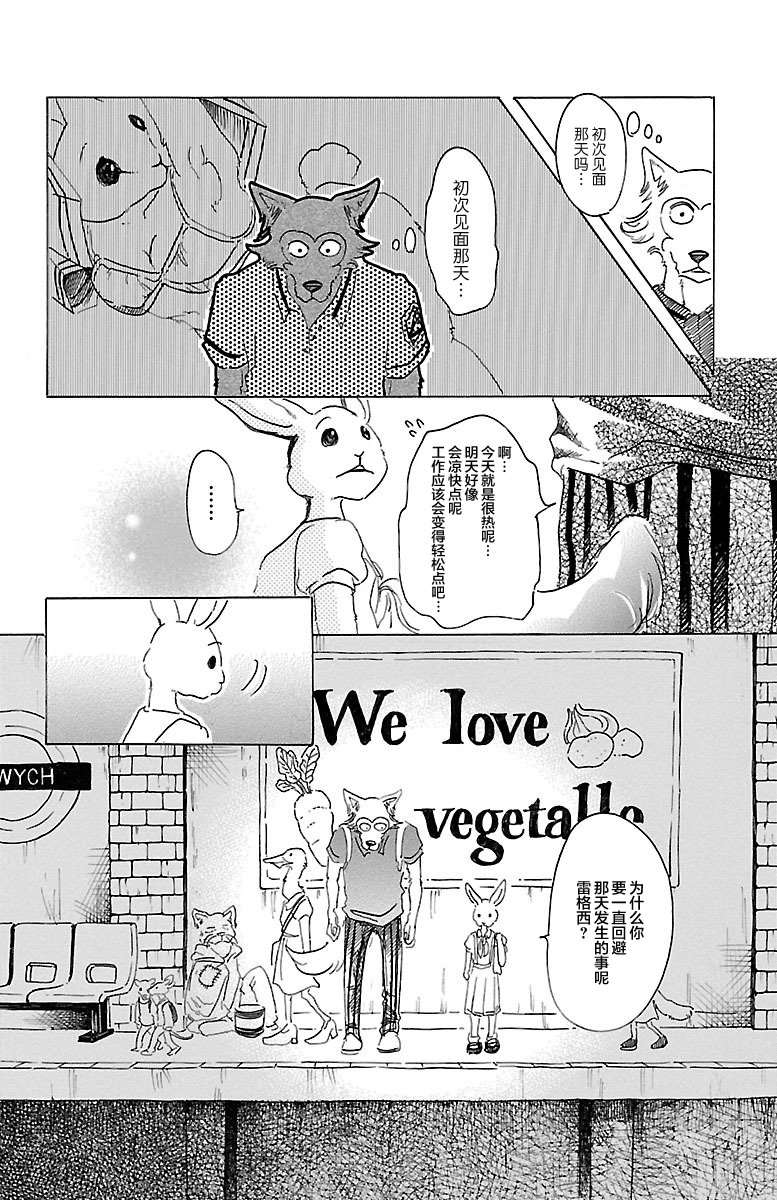 初次见面
那天吗…
初次见面那天…
啊…
今天就是很热呢…
明天好像
会凉快点呢
工作应该会变得轻松点吧…
……
We love
vegetalle
WYCH
为什么你
要一直回避
那天发生的事呢
雷格西？